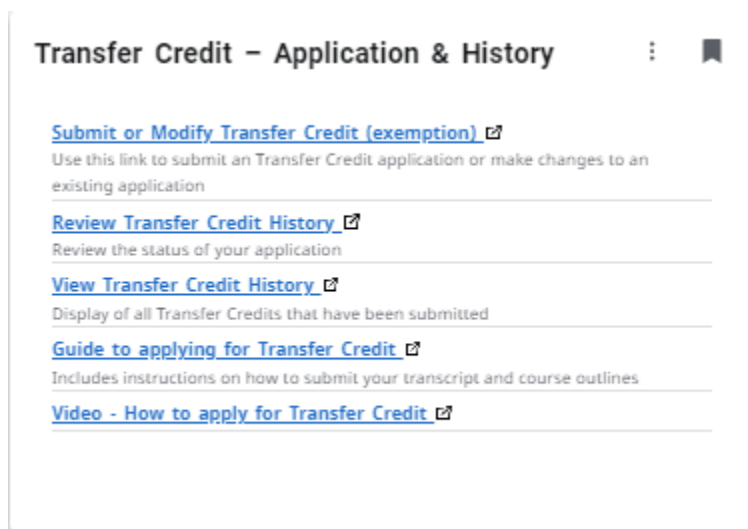 Transfer Credit – Application & History
Submit or Modify Transfer Credit (exemption)
Use this link to submit an Transfer Credit application or make changes to an
existing application
Review Transfer Credit History
Review the status of your application
View Transfer Credit History
Display of all Transfer Credits that have been submitted
Guide to applying for Transfer Credit
Includes instructions on how to submit your transcript and course outlines
Video - How to apply for Transfer Credit